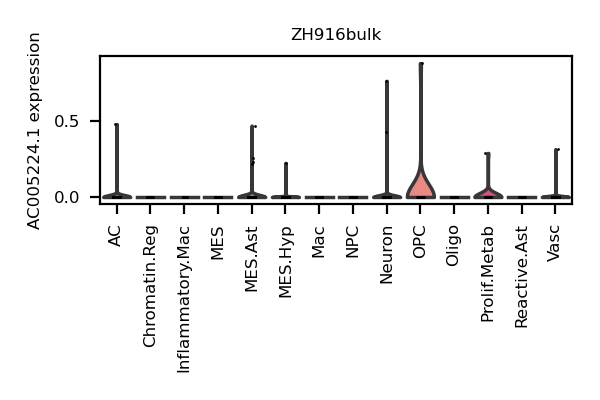 ZH916bulk
AC005224.1 expression
0.5
0.0
AC
Chromatin.Reg
Inflammatory.Mac
MES
MES.Ast
MES.Hyp
Mac
NPC
Neuron
OPC
Oligo
Prolif.Metab
Reactive.Ast
Vasc